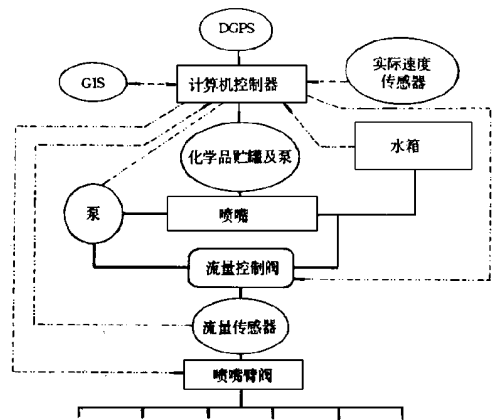 DGPS
GIS
计算机控制器
实际速度
传感器
化学品贮罐及泵
水箱
泵
喷嘴
流量控制阀
流量传感器
喷嘴臂阀